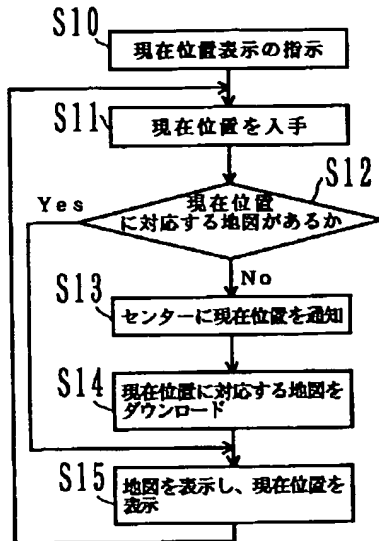 S10
現在位置表示の指示
S11
現在位置を入手
S12
現在位置
に対応する地図があるか
Yes
No
S13
センターに現在位置を通知
S14
現在位置に対応する地図を
ダウンロード
S15
地図を表示し、現在位置を
表示